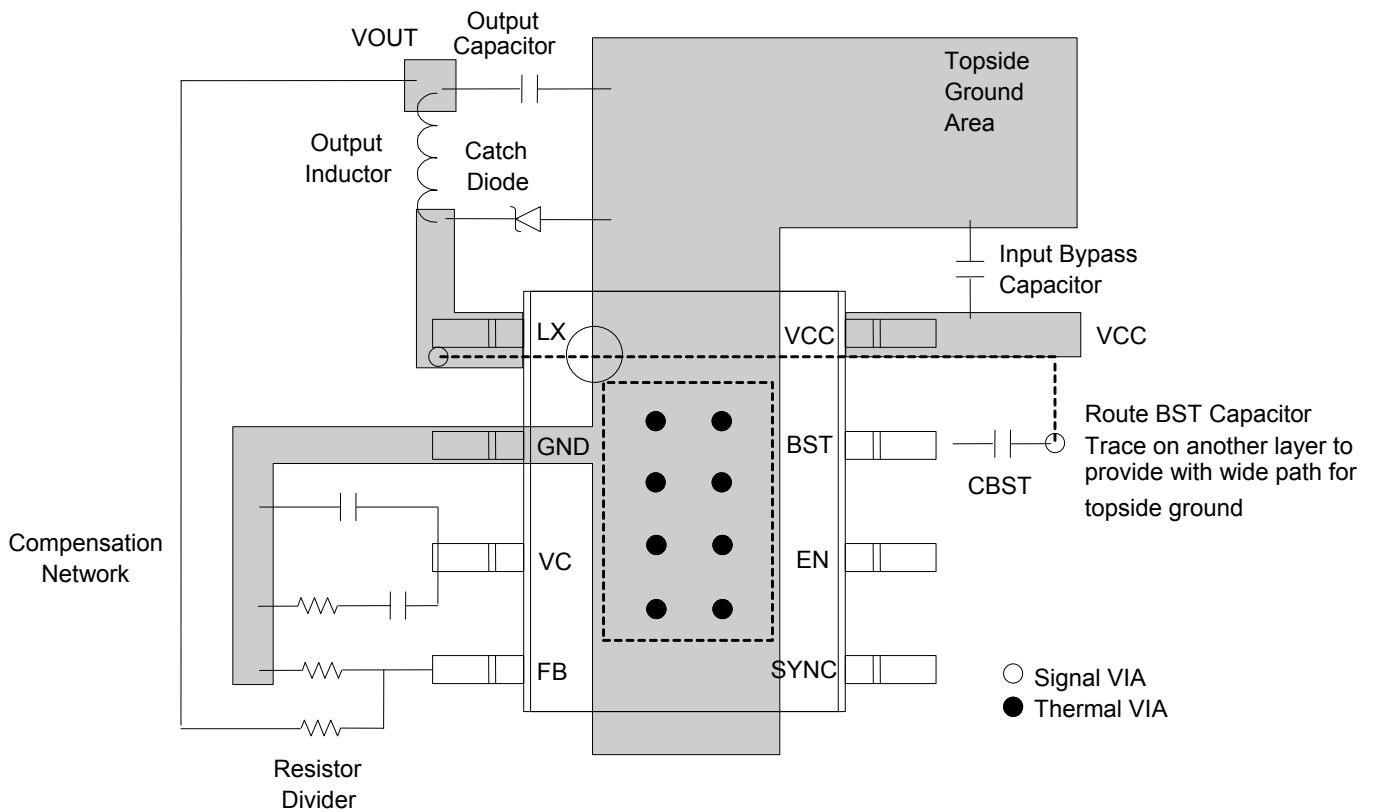 VOUT
Output
Capacitor
Topside
Ground
Area
Output
Inductor
Catch
Diode
Input Bypass
Capacitor
LX
VCC
VCC
GND
BST
CBST
Route BST Capacitor
Trace on another layer to
provide with wide path for
topside ground
Compensation
Network
VC
EN
FB
SYNC
Signal VIA
Thermal VIA
Resistor
Divider